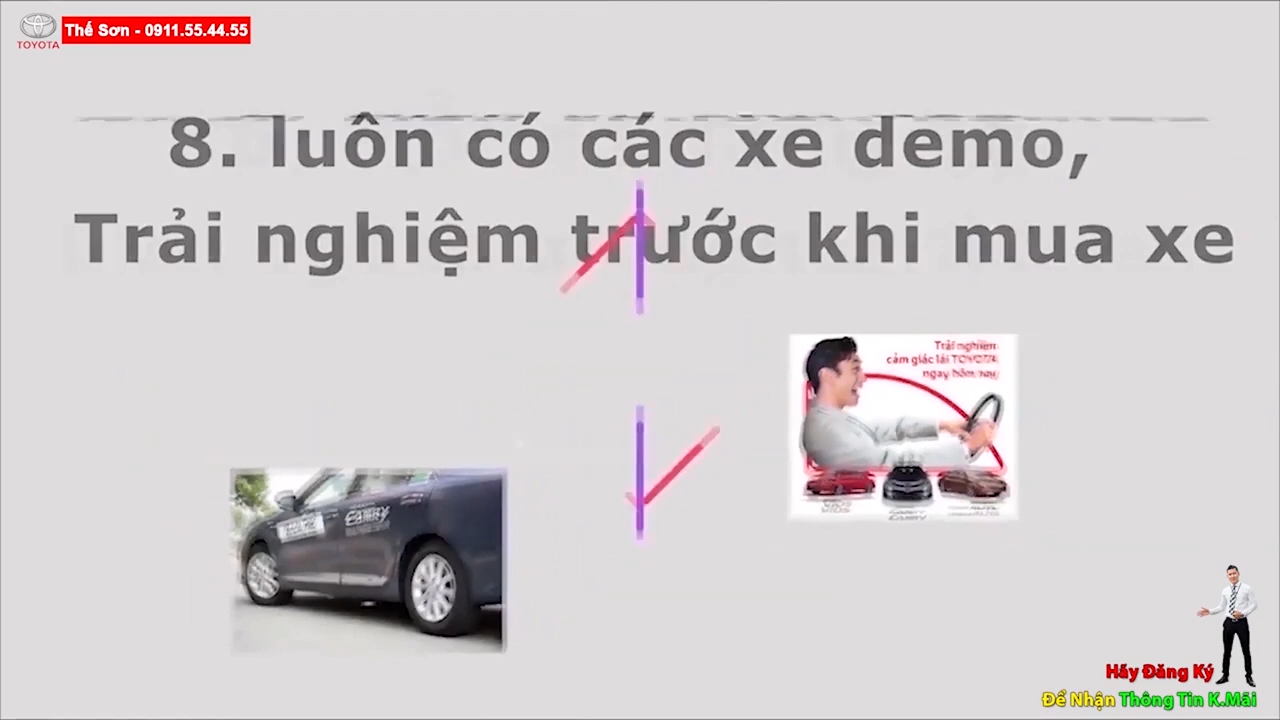 TOYOTA
Thế Sơn - 0911.55.44.55
8. luôn có các xe demo,
Trải nghiệm trước khi mua xe
Trải nghiệm
cảm giác lái TOYOTA
ngay hôm nay
CAMRY
Hãy Đăng Ký
Để Nhận Thông Tin K.Mãi